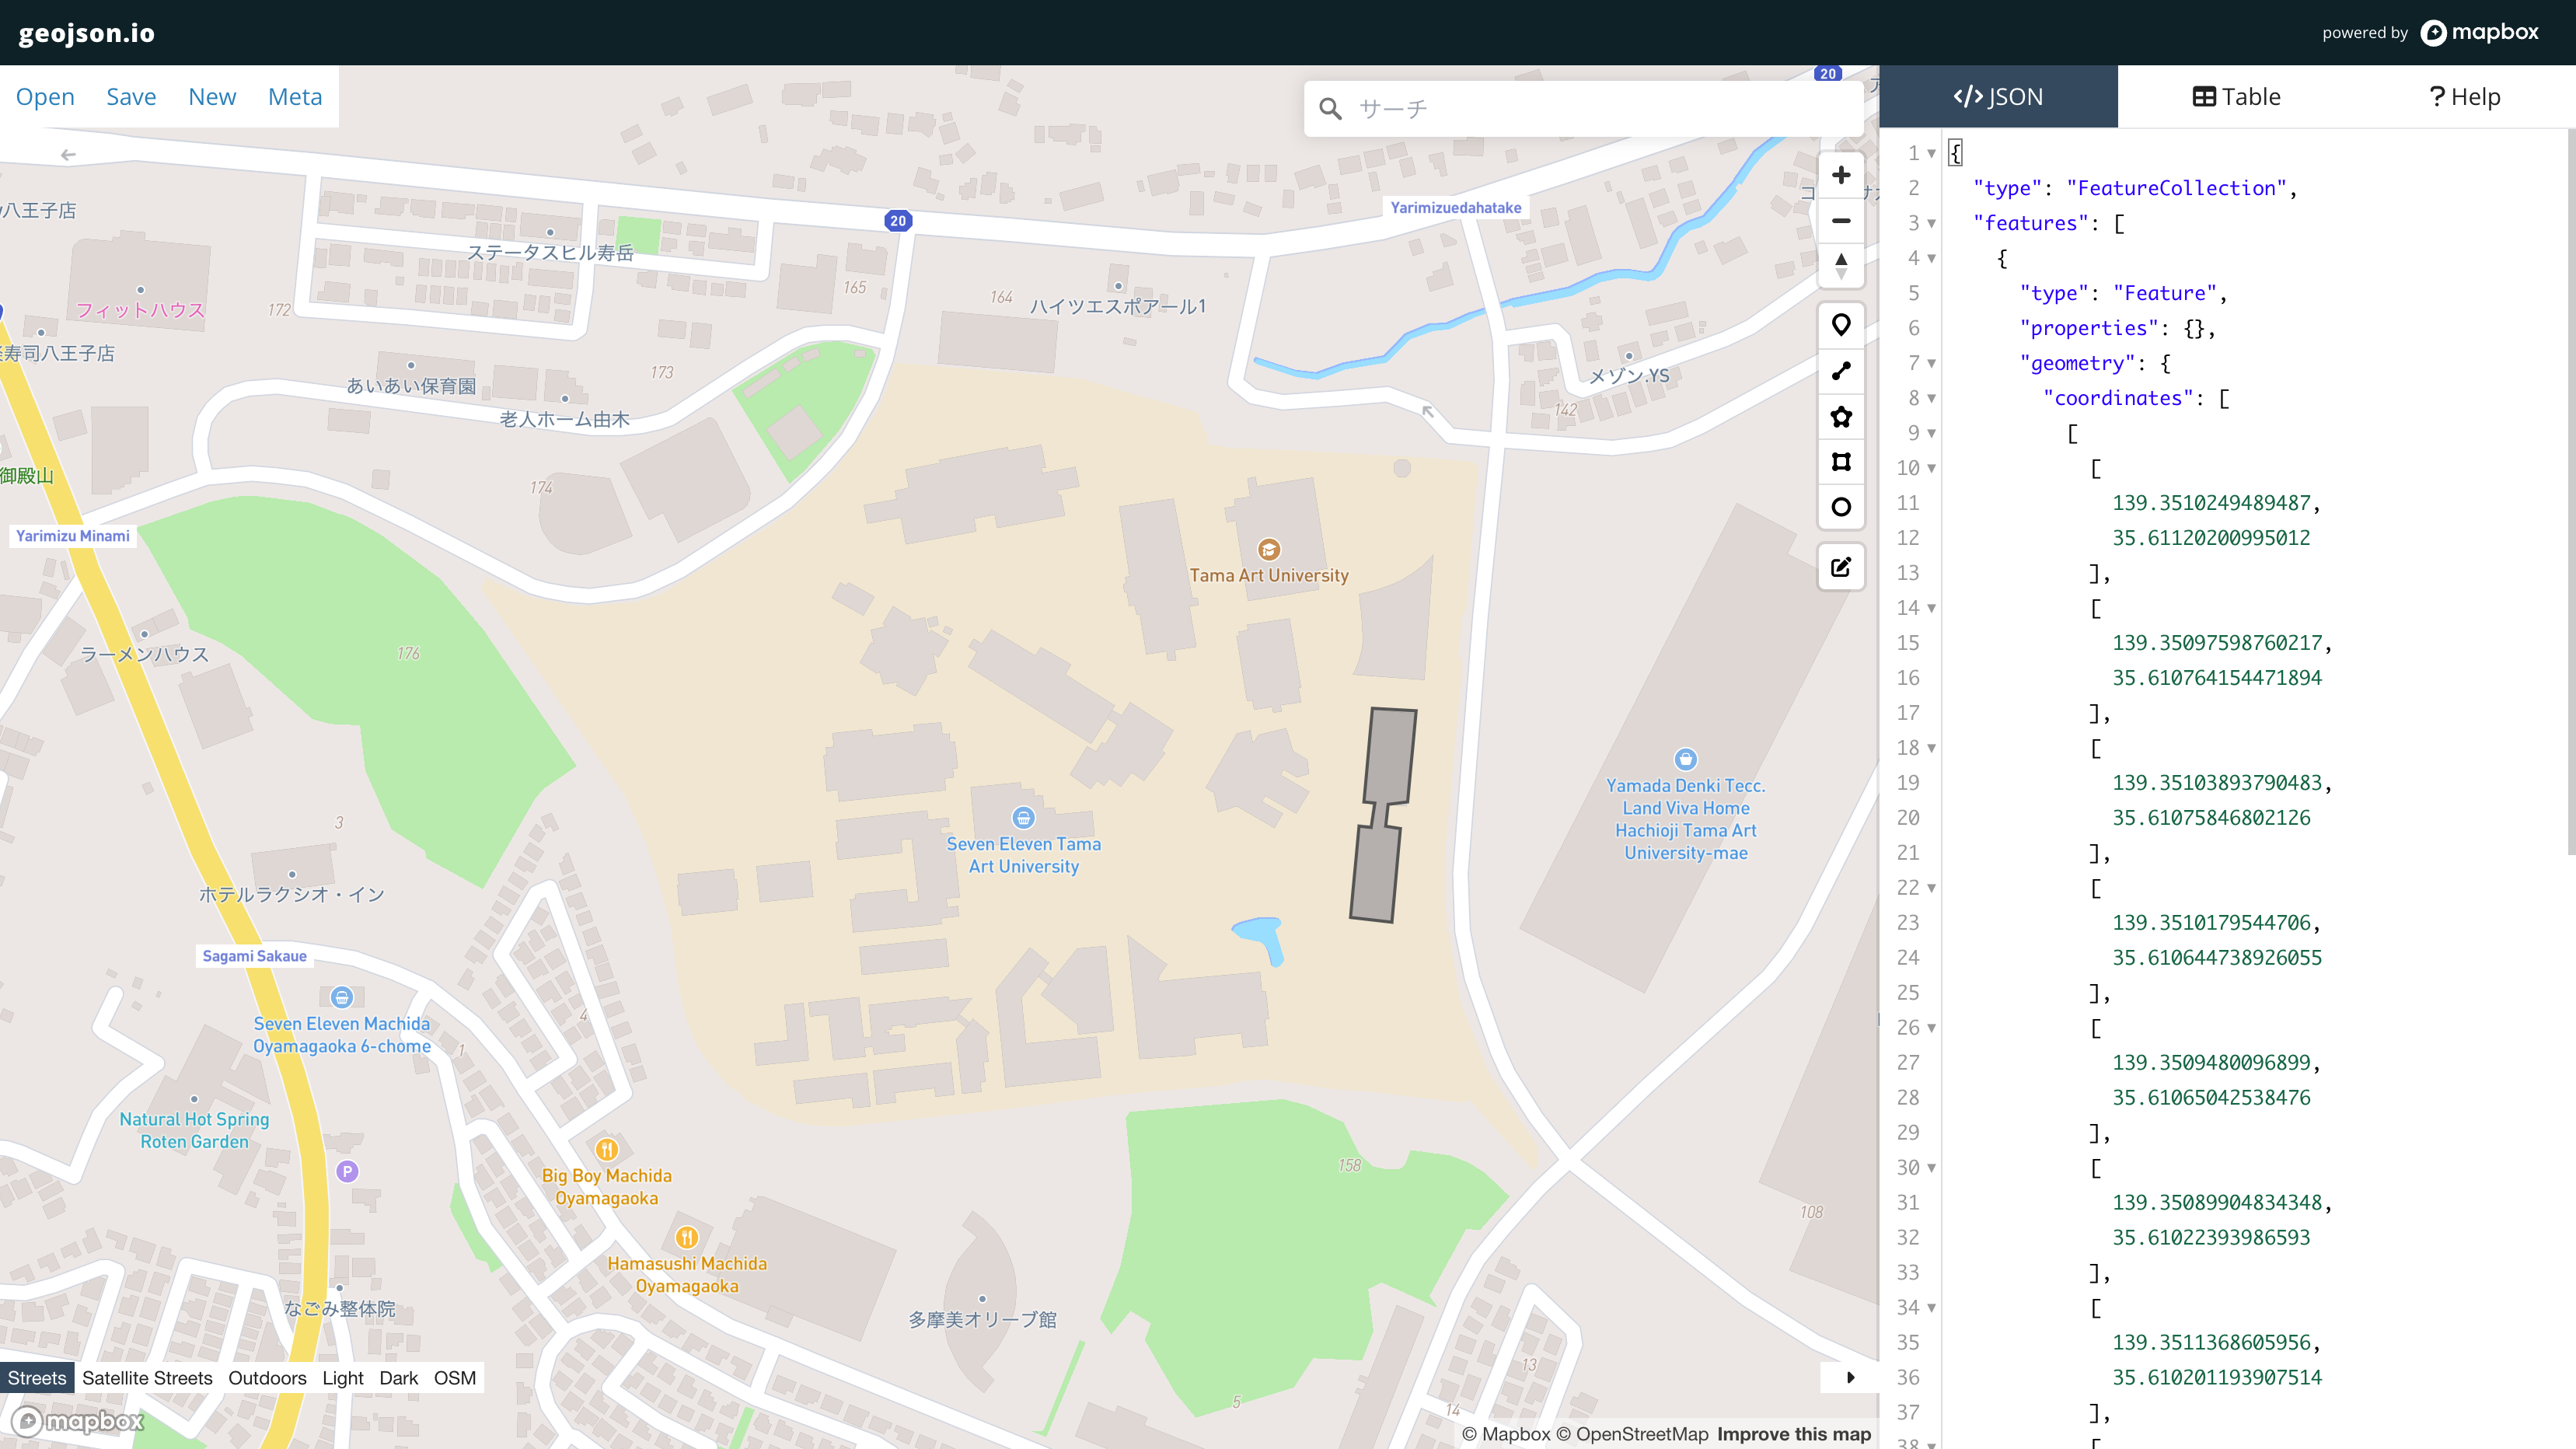 geojson.io
powered by mapbox
Open Save New Meta
サーチ
JSON
Table
? Help
20
20
Yarimizuedahatake
八王子店
ステータスヒル寿岳
フィットハウス
172
165
164
ハイツエスポアール1
寿司八王子店
あいあい保育園
173
老人ホーム由木
メゾン.YS
142
御殿山
174
Yarimizu Minami
Tama Art University
ラーメンハウス
176
Yamada Denki Tecc.
Land Viva Home
Hachioji Tama Art
University-mae
Seven Eleven Tama
Art University
3
ホテルラクシオ・イン
Sagami Sakaue
Seven Eleven Machida
Oyamagaoka 6-chome
4
1
Natural Hot Spring
Roten Garden
P
Big Boy Machida
Oyamagaoka
158
108
Hamasushi Machida
Oyamagaoka
なごみ整体院
多摩美オリーブ館
13
5
14
Streets Satellite Streets Outdoors Light Dark OSM
mapbox
© Mapbox © OpenStreetMap Improve this map
1 {
2 "type": "FeatureCollection",
3 "features": [
4 {
5 "type": "Feature",
6 "properties": {},
7 "geometry": {
8 "coordinates": [
9 [
10 [
11 139.3510249489487,
12 35.61120200995012
13 ],
14 [
15 139.35097598760217,
16 35.610764154471894
17 ],
18 [
19 139.35103893790483,
20 35.61075846802126
21 ],
22 [
23 139.3510179544706,
24 35.610644738926055
25 ],
26 [
27 139.3509480096899,
28 35.61065042538476
29 ],
30 [
31 139.35089904834348,
32 35.61022393986593
33 ],
34 [
35 139.3511368605956,
36 35.610201193907514
37 ],
38 [